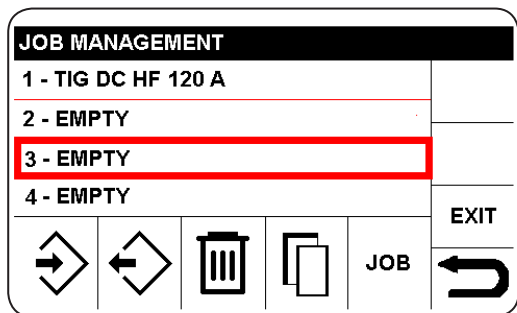 JOB MANAGEMENT
1 - TIG DC HF 120 A
2 - EMPTY
3 - EMPTY
4 - EMPTY
EXIT
JOB